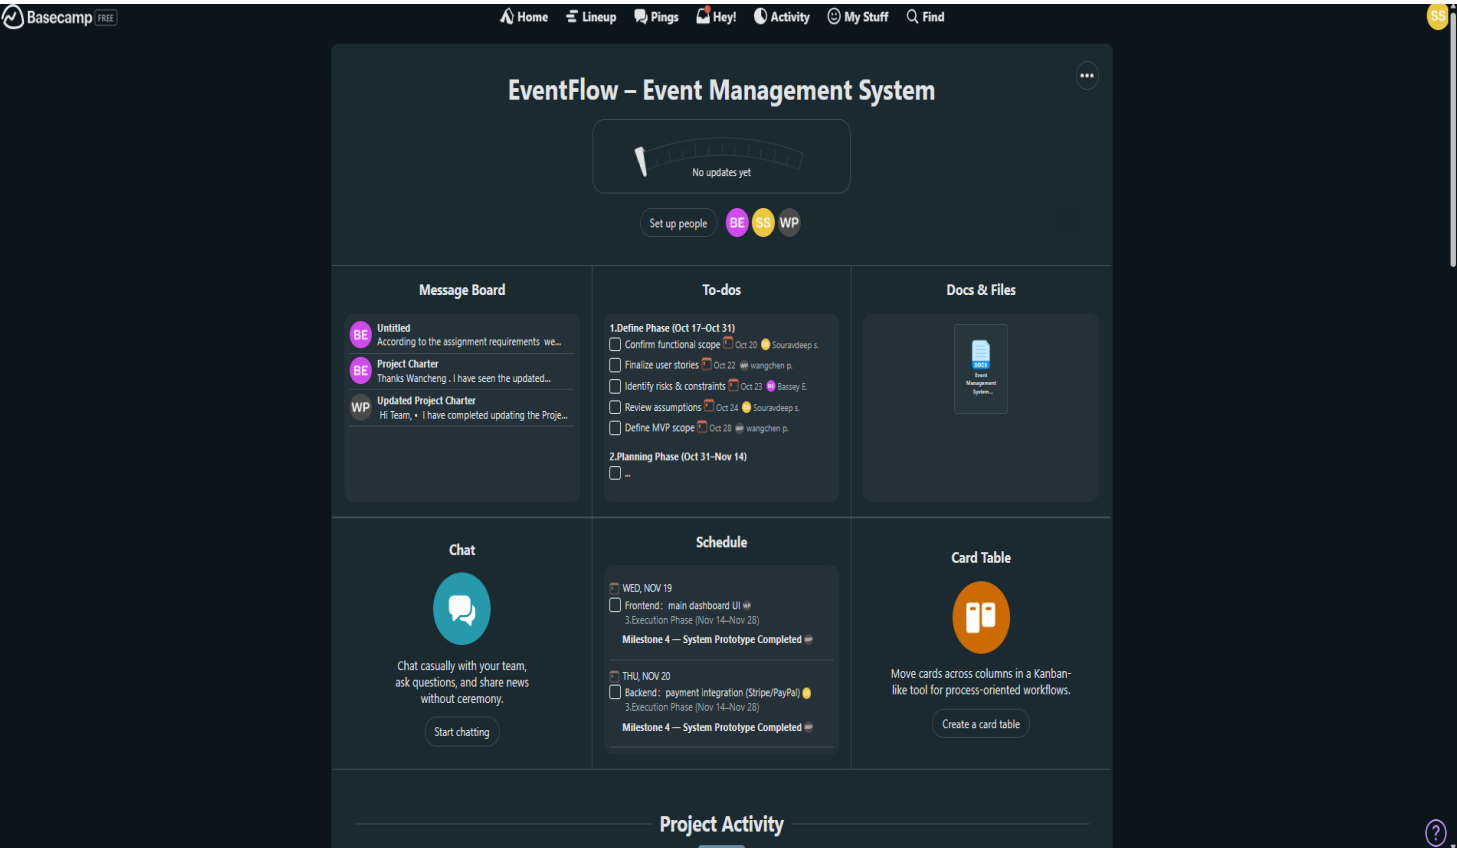 Basecamp FREE
Home Lineup Pings Hey! Activity My Stuff Find
SS
EventFlow – Event Management System
No updates yet
Set up people BE SS WP
Message Board
BE Untitled
According to the assignment requirements we...
BE Project Charter
Thanks Wancheng . I have seen the updated...
WP Updated Project Charter
Hi Team, • I have completed updating the Proje...
To-dos
1.Define Phase (Oct 17–Oct 31)
Confirm functional scope Oct 20 Souravdeep s.
Finalize user stories Oct 22 wangchen p.
Identify risks & constraints Oct 23 Bassey E.
Review assumptions Oct 24 Souravdeep s.
Define MVP scope Oct 28 wangchen p.
2.Planning Phase (Oct 31–Nov 14)
...
Docs & Files
DOCX
Event
Management
System...
Chat
Chat casually with your team,
ask questions, and share news
without ceremony.
Start chatting
Schedule
WED, NOV 19
Frontend: main dashboard UI WP
3.Execution Phase (Nov 14–Nov 28)
Milestone 4 — System Prototype Completed WP
THU, NOV 20
Backend: payment integration (Stripe/PayPal) SS
3.Execution Phase (Nov 14–Nov 28)
Milestone 4 — System Prototype Completed WP
Card Table
Move cards across columns in a Kanban-
like tool for process-oriented workflows.
Create a card table
Project Activity
?